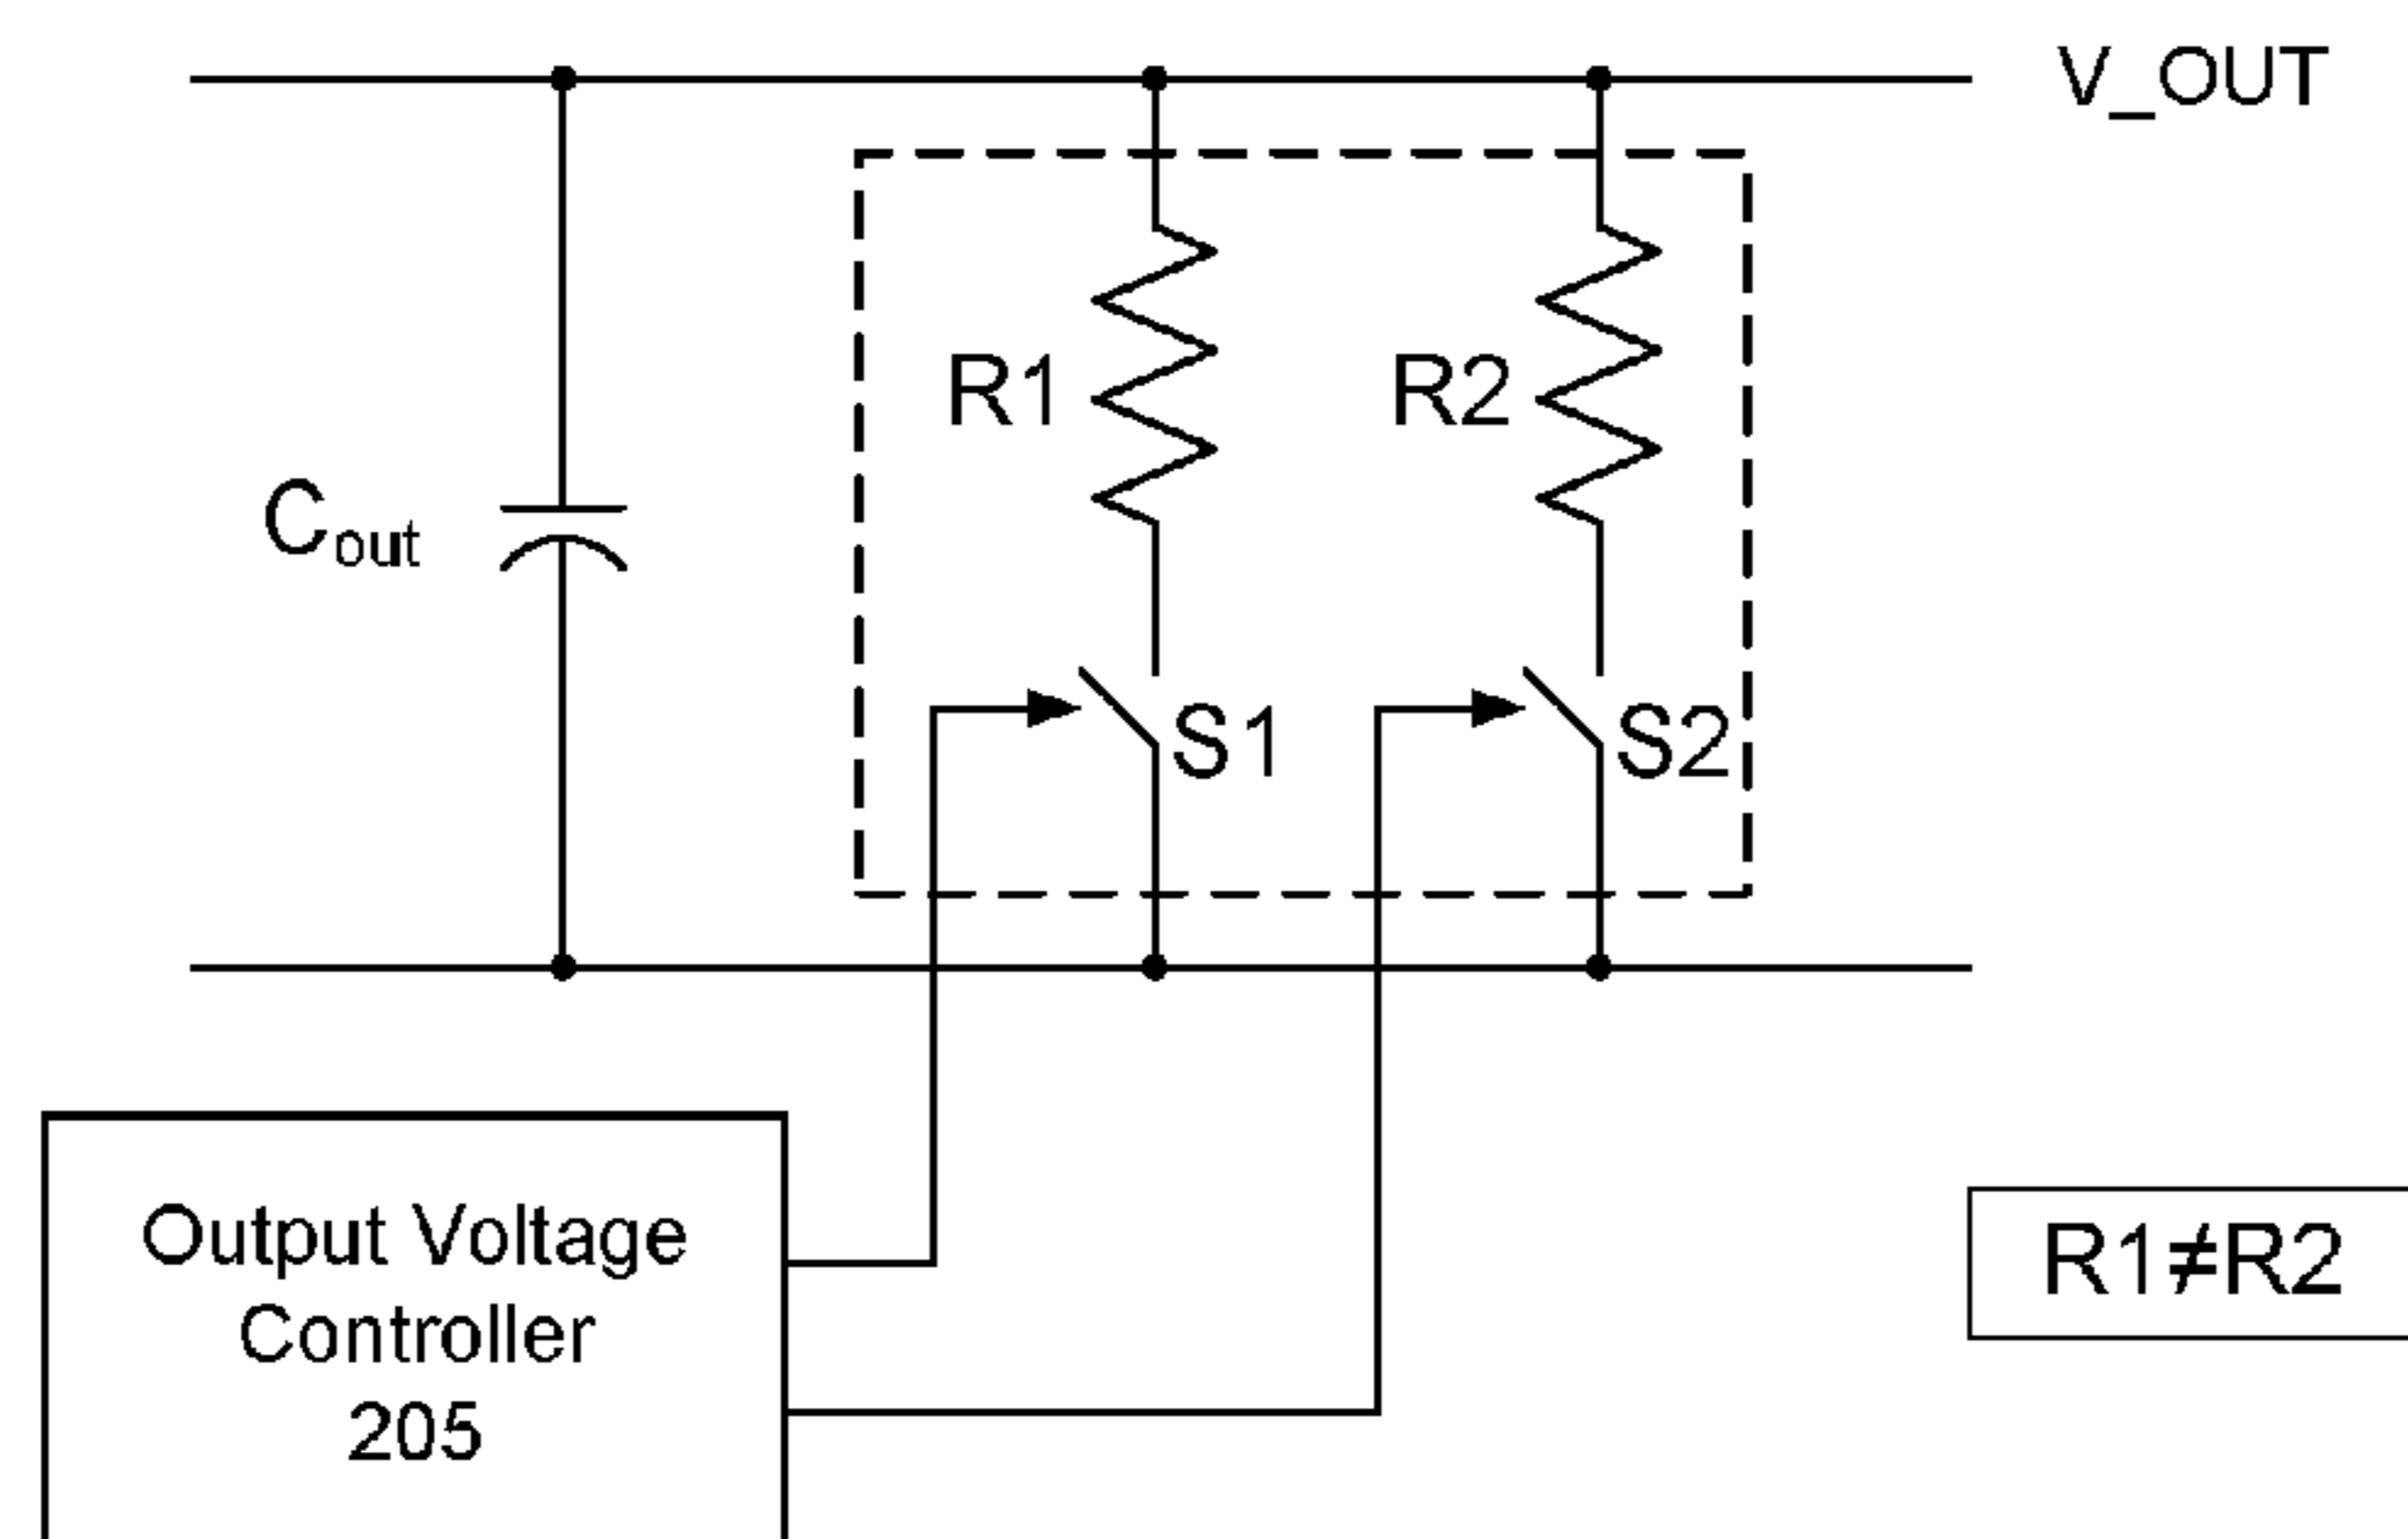 V_OUT
R1
R2
Cout
S1
S2
Output Voltage
Controller
205
R1≠R2